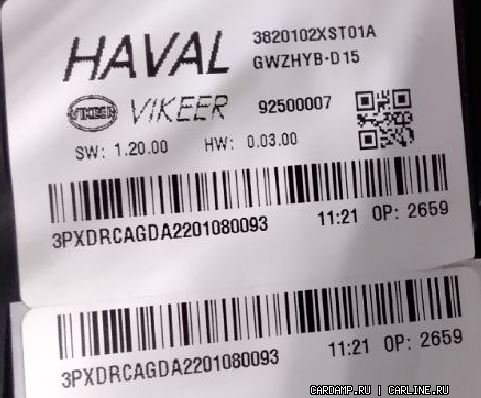 HAVAL 3820102XST01A
GWZHYB-D15
VIKEER VIKEER 92500007
SW: 1.20.00 HW: 0.03.00
3PXDRCAGDA2201080093 11:21 OP: 2659
3PXDRCAGDA2201080093 11:21 OP: 2659
CARDAMP.RU | CARLINE.RU